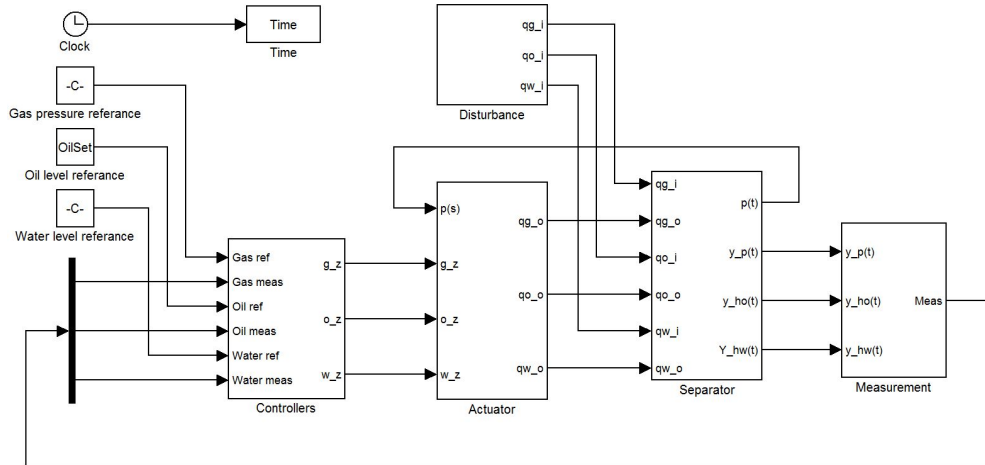 Clock
Time
Time
-C-
Gas pressure referance
OilSet
Oil level referance
-C-
Water level referance
Gas ref
Gas meas
Oil ref
Oil meas
Water ref
Water meas
g_z
o_z
w_z
Controllers
qg_i
qo_i
qw_i
Disturbance
p(s)
g_z
o_z
w_z
qg_o
qo_o
qw_o
Actuator
qg_i
qg_o
qo_i
qo_o
qw_i
qw_o
p(t)
y_p(t)
y_ho(t)
Y_hw(t)
Separator
y_p(t)
y_ho(t)
y_hw(t)
Meas
Measurement